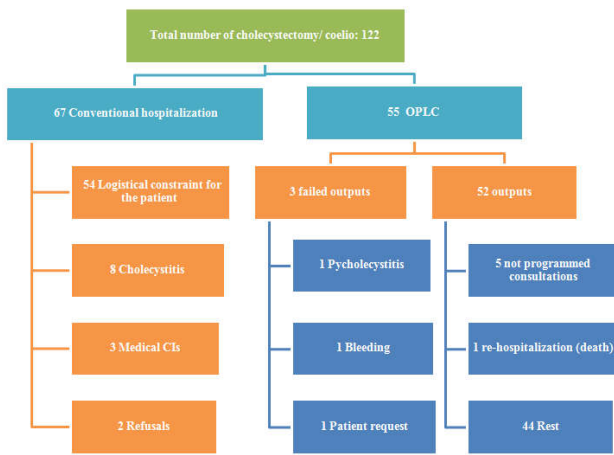 Total number of cholecystectomy/ coelio: 122
67 Conventional hospitalization
55 OPLC
54 Logistical constraint for
the patient
8 Cholecystitis
3 Medical CIs
2 Refusals
3 failed outputs
52 outputs
1 Pycholecystitis
1 Bleeding
1 Patient request
5 not programmed
consultations
1 re-hospitalization (death)
44 Rest